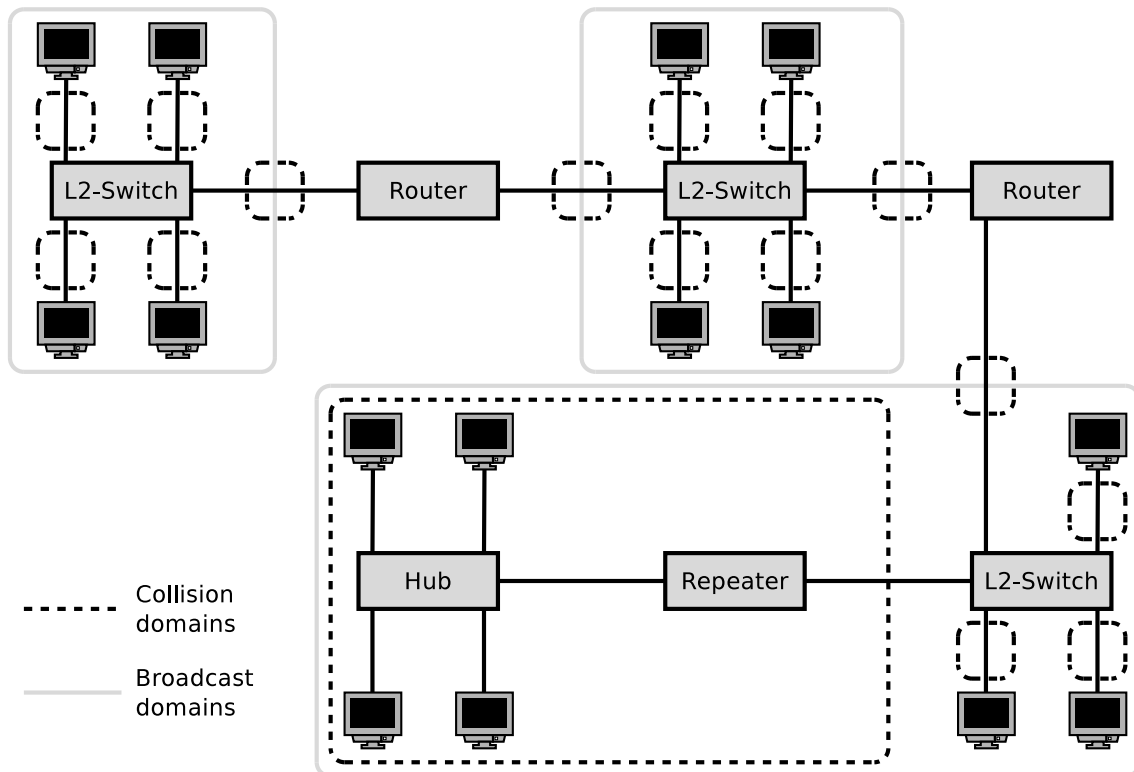 L2-Switch
Router
L2-Switch
Router
Hub
Repeater
L2-Switch
Collision
domains
Broadcast
domains